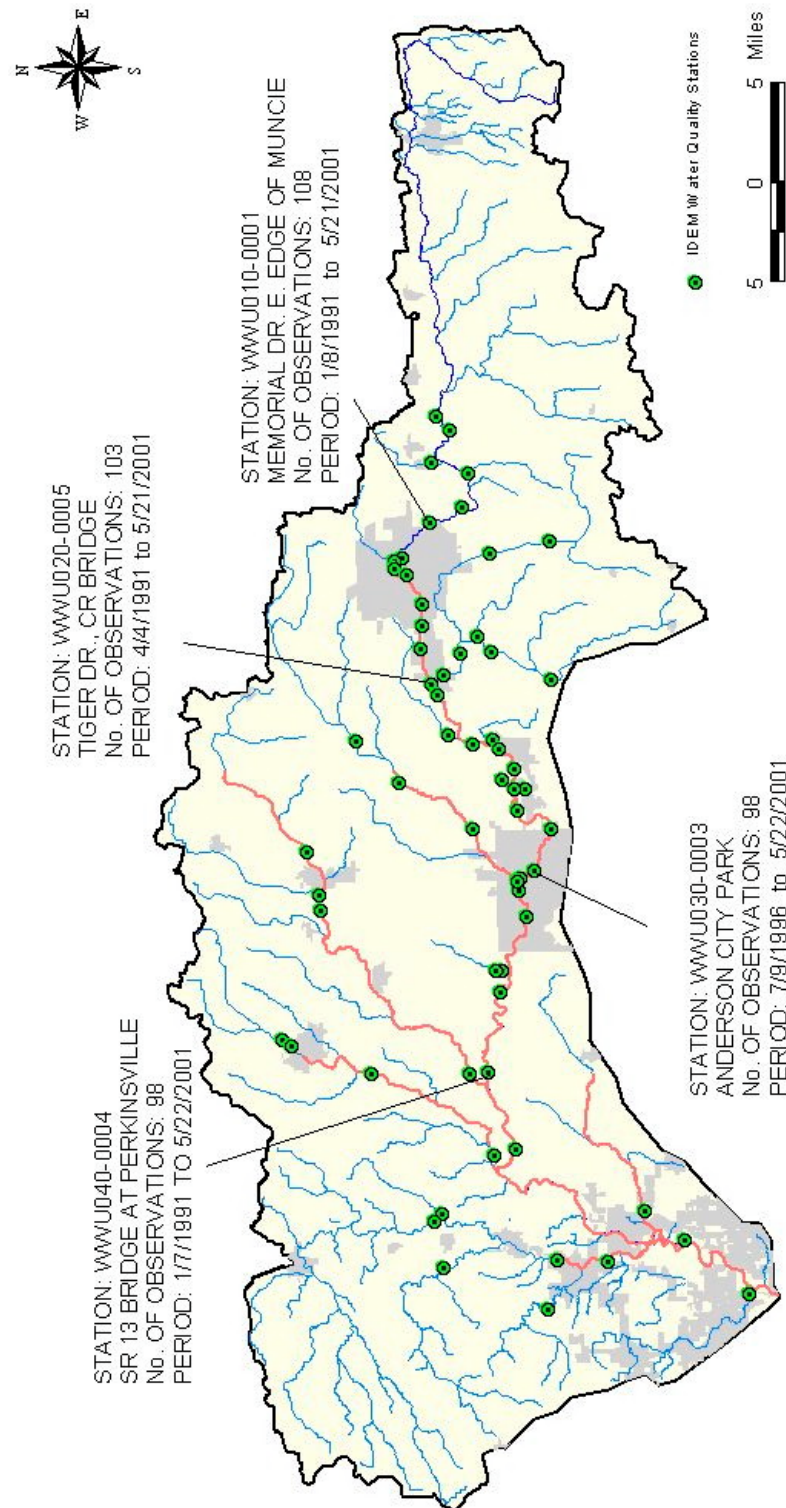 N
W
E
S
STATION: WWU020-0005
TIGER DR., CR BRIDGE
No. OF OBSERVATIONS: 103
PERIOD: 4/4/1991 to 5/21/2001
STATION: WWU010-0001
MEMORIAL DR. E. EDGE OF MUNCIE
No. OF OBSERVATIONS: 108
PERIOD: 1/8/1991 to 5/21/2001
STATION: WWU040-0004
SR 13 BRIDGE AT PERKINSVILLE
No. OF OBSERVATIONS: 98
PERIOD: 1/7/1991 TO 5/22/2001
STATION: WWU030-0003
ANDERSON CITY PARK
No. OF OBSERVATIONS: 98
PERIOD: 7/9/1996 to 5/22/2001
IDEM Water Quality Stations
5 0 5 Miles